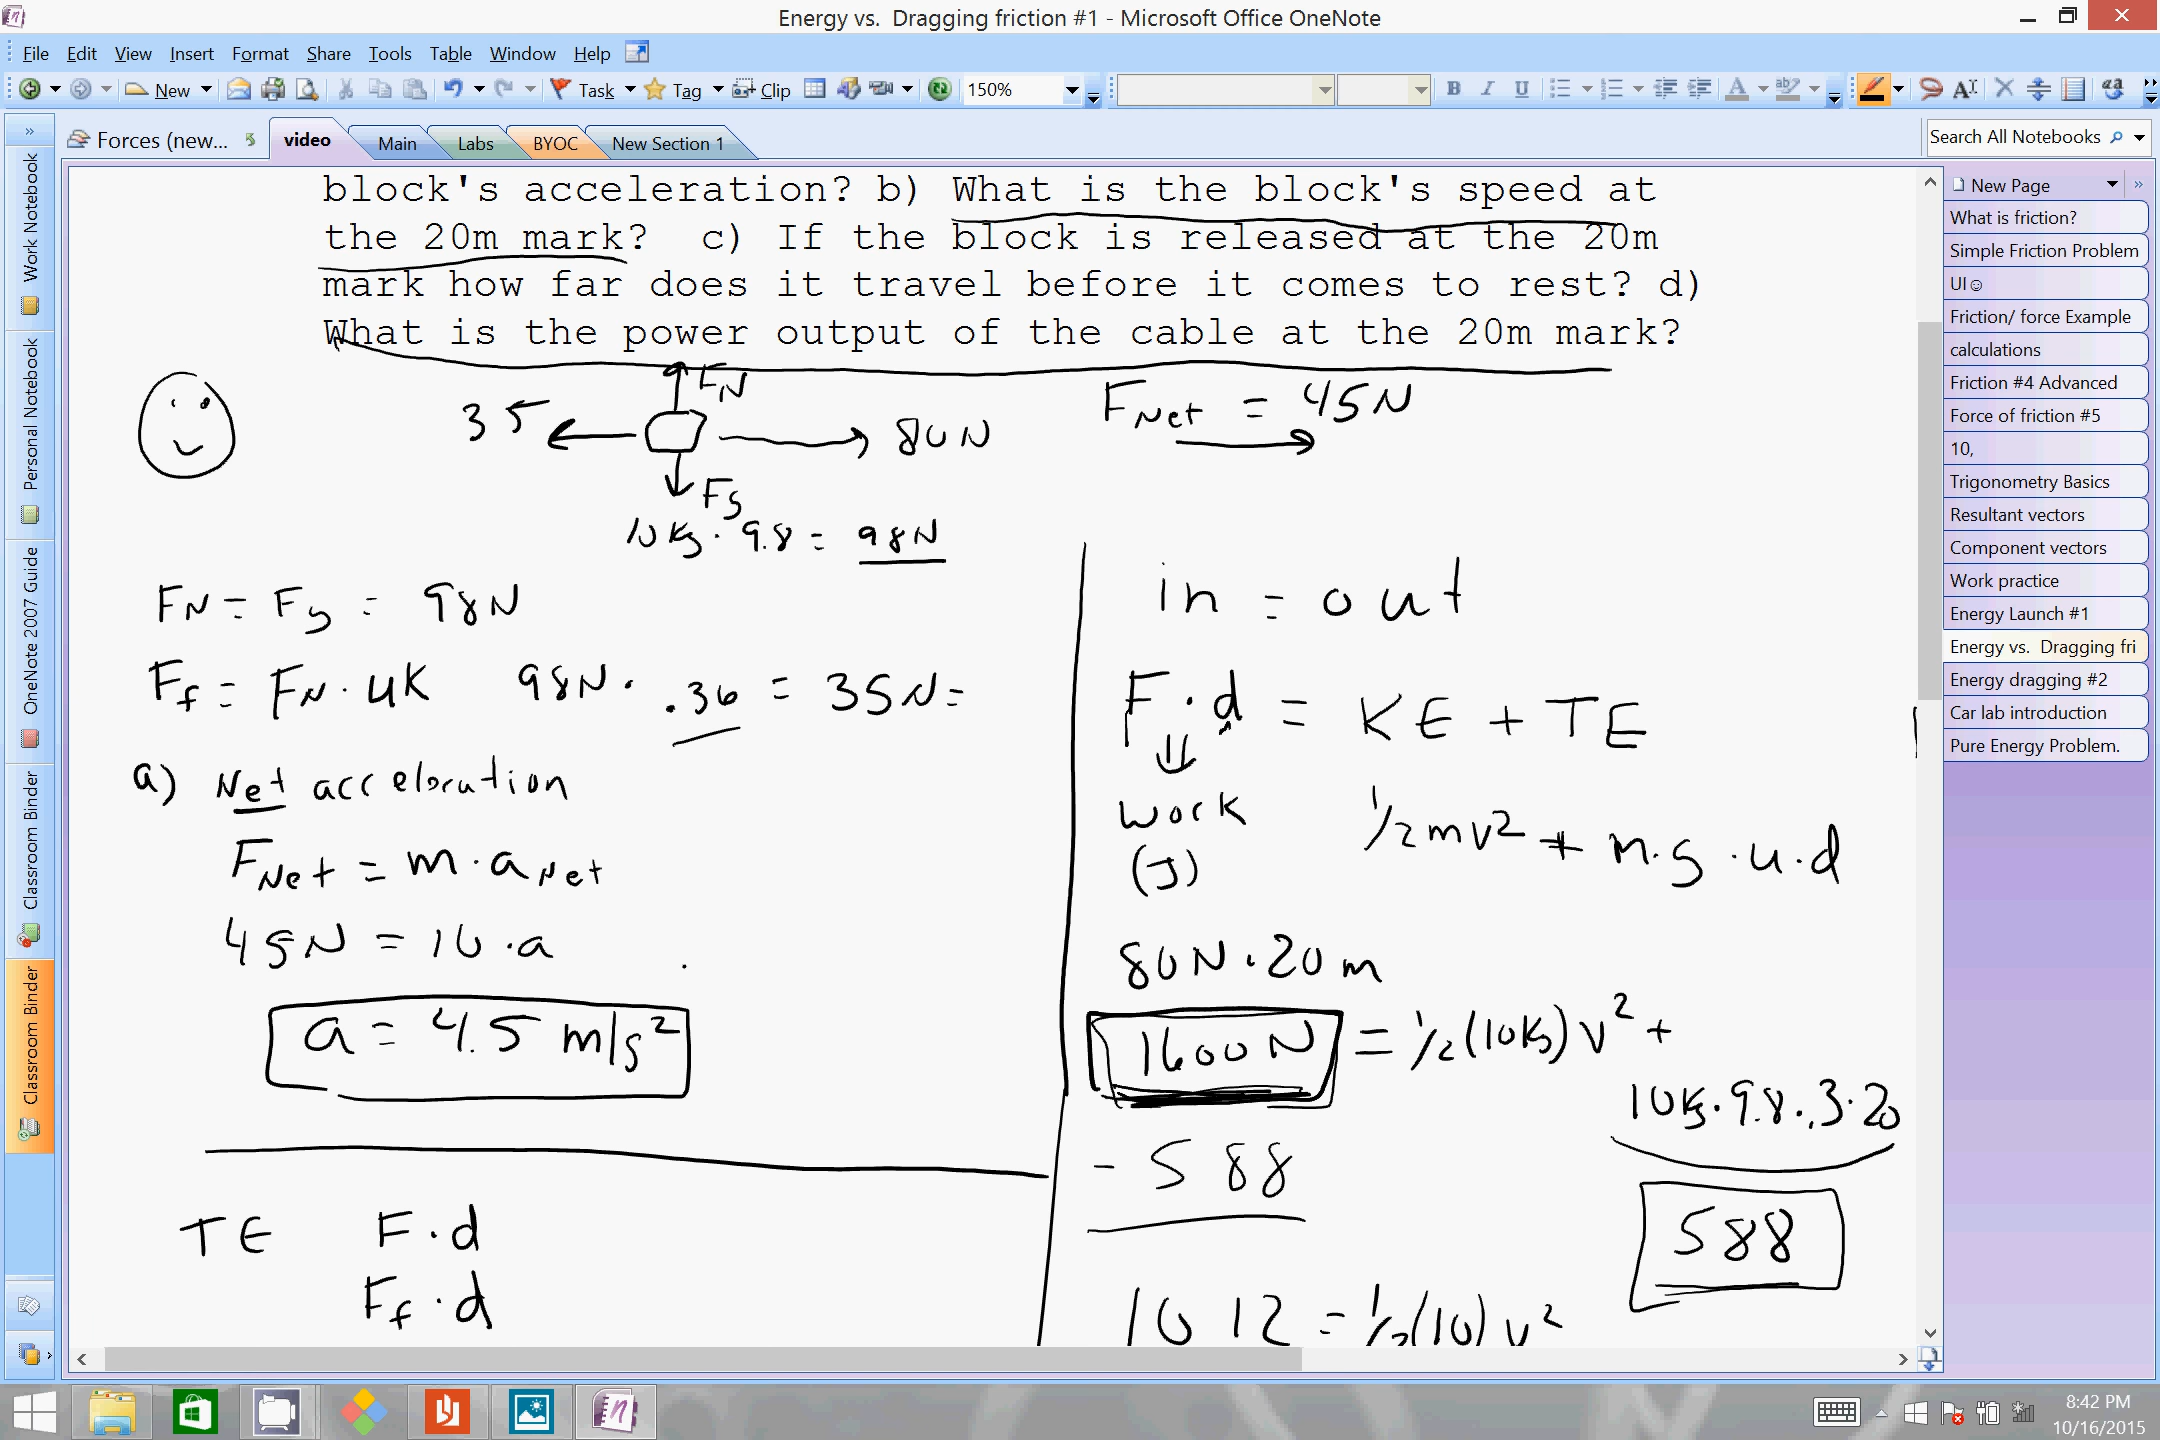 Energy vs. Dragging friction #1 - Microsoft Office OneNote
File Edit View Insert Format Share Tools Table Window Help
New Task Tag Clip 150% B I U
Forces (new... video Main Labs BYOC New Section 1
Search All Notebooks
Work Notebook
Personal Notebook
OneNote 2007 Guide
Classroom Binder
Classroom Binder
block's acceleration? b) What is the block's speed at
the 20m mark? c) If the block is released at the 20m
mark how far does it travel before it comes to rest? d)
What is the power output of the cable at the 20m mark?
FN
35
80N
Fg
10kg · 9.8 = 98N
FNet = 45N
FN = Fg = 98N
Ff = FN · uK 98N · .36 = 35N =
a) Net acceleration
FNet = m · aNet
45N = 10 · a
a = 4.5 m/s²
TE F · d
Ff · d
in = out
F · d = KE + TE
work
(J)
1/2 mv² + m · g · u · d
80N · 20m
1600N = 1/2 (10kg) v² +
10kg · 9.8 · .3 · 20
- 588
588
1012 = 1/2 (10) v²
New Page
What is friction?
Simple Friction Problem
UI☺
Friction/ force Example
calculations
Friction #4 Advanced
Force of friction #5
10,
Trigonometry Basics
Resultant vectors
Component vectors
Work practice
Energy Launch #1
Energy vs. Dragging fri
Energy dragging #2
Car lab introduction
Pure Energy Problem.
8:42 PM
10/16/2015